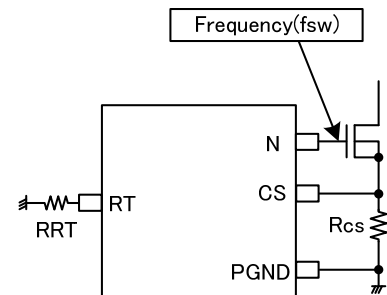 Frequency(fsw)
N
CS
RT
RRT
Rcs
PGND